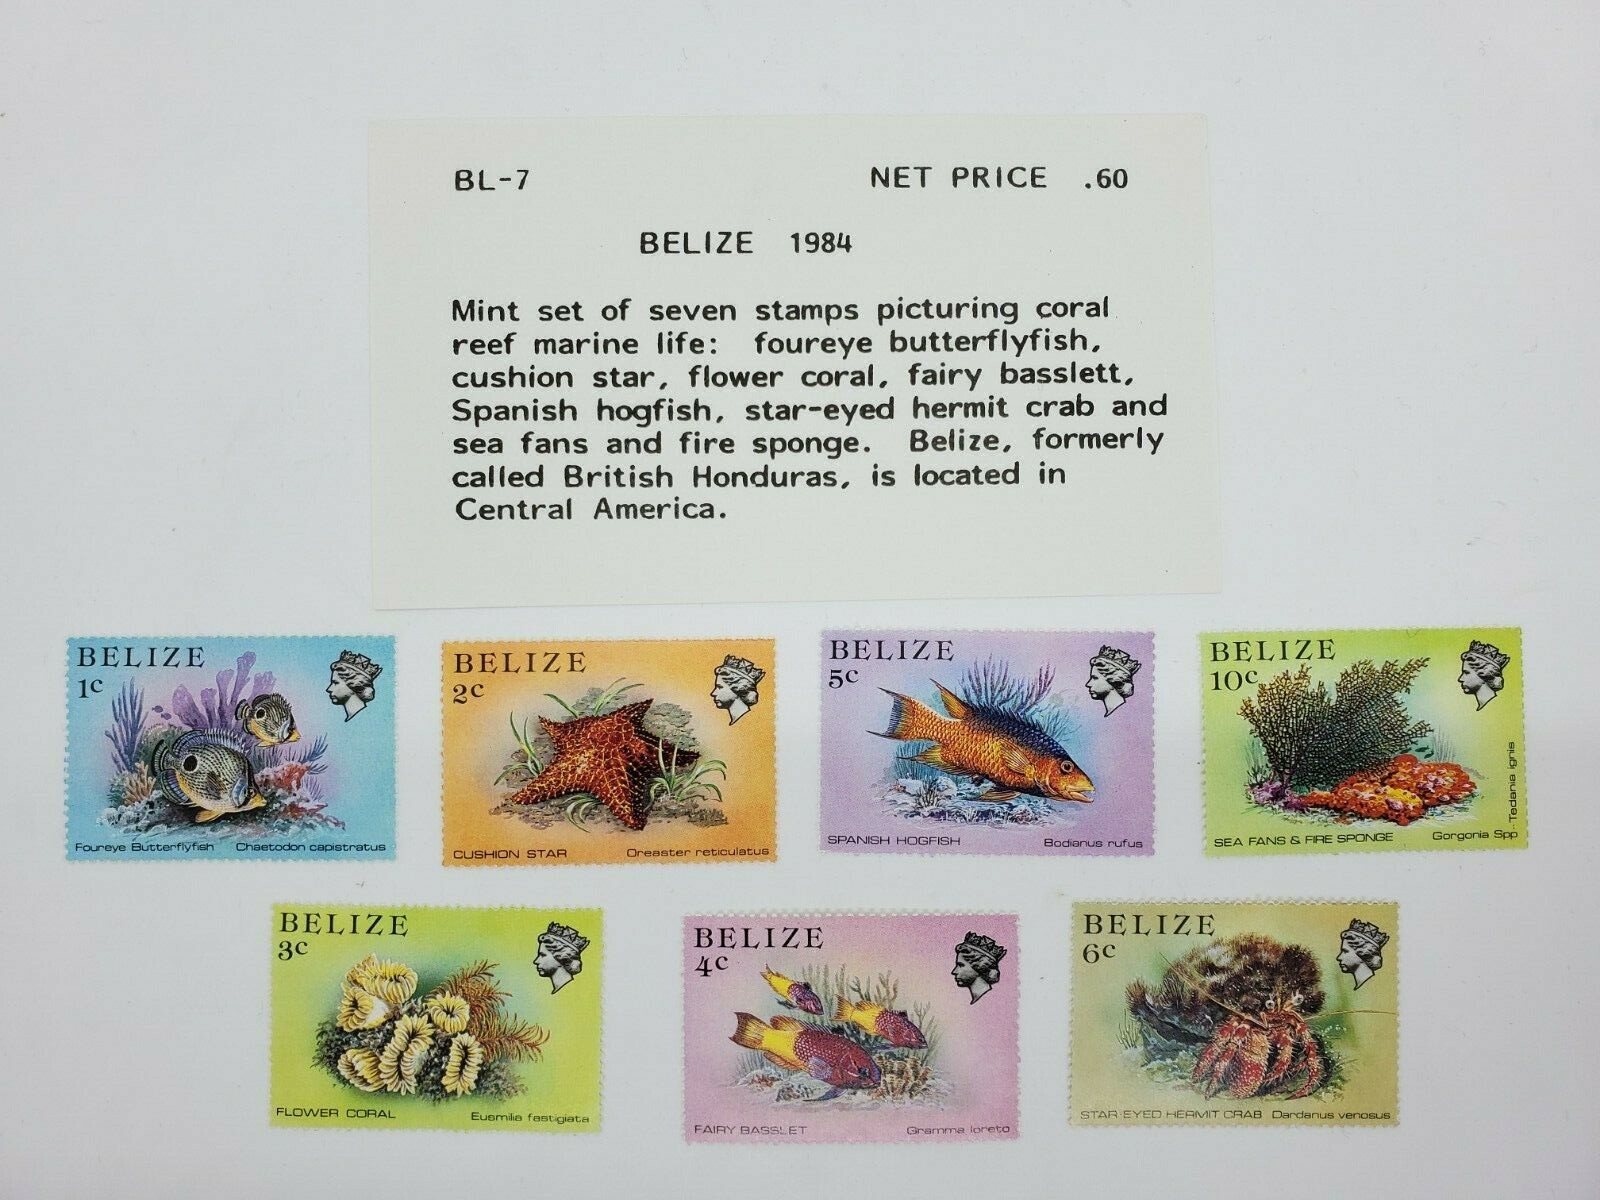 BL-7 NET PRICE .60
BELIZE 1984
Mint set of seven stamps picturing coral
reef marine life: foureye butterflyfish,
cushion star, flower coral, fairy basslett,
Spanish hogfish, star-eyed hermit crab and
sea fans and fire sponge. Belize, formerly
called British Honduras, is located in
Central America.
BELIZE
1c
Foureye Butterflyfish Chaetodon capistratus
BELIZE
2c
CUSHION STAR Oreaster reticulatus
BELIZE
5c
SPANISH HOGFISH Bodianus rufus
BELIZE
10c
SEA FANS & FIRE SPONGE Gorgonia Spp
Tedania ignis
BELIZE
3c
FLOWER CORAL Eusmilia fastigiata
BELIZE
4c
FAIRY BASSLET Gramma loreto
BELIZE
6c
STAR-EYED HERMIT CRAB Dardanus venosus